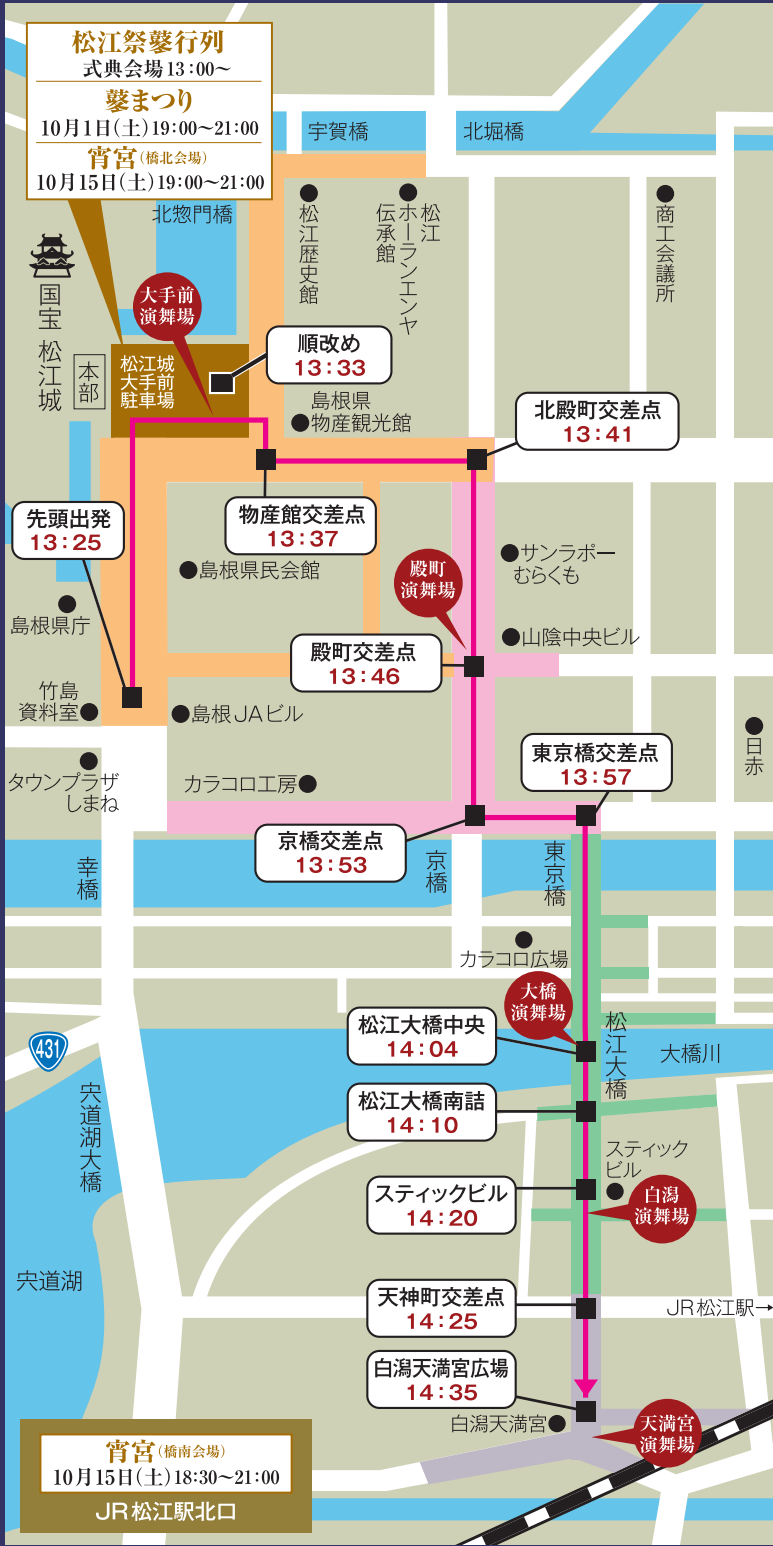 松江祭鼕行列
式典会場13:00～
鼕まつり
10月1日(土)19:00～21:00
宵宮(橋北会場)
10月15日(土)19:00～21:00
宇賀橋
北堀橋
北惣門橋
松江歴史館
松江
ホーランエンヤ
伝承館
商工会議所
国宝 松江城
本部
大手前
演舞場
松江城
大手前
駐車場
順改め
13:33
島根県
物産観光館
北殿町交差点
13:41
先頭出発
13:25
物産館交差点
13:37
島根県民会館
殿町
演舞場
サンラポー
むらくも
島根県庁
殿町交差点
13:46
山陰中央ビル
竹島
資料室
島根JAビル
東京橋交差点
13:57
日赤
タウンプラザ
しまね
カラコロ工房
京橋交差点
13:53
幸橋
京橋
東京橋
カラコロ広場
大橋
演舞場
松江大橋中央
14:04
松江大橋
大橋川
431
宍道湖大橋
松江大橋南詰
14:10
スティック
ビル
スティックビル
14:20
白潟
演舞場
宍道湖
天神町交差点
14:25
JR松江駅→
白潟天満宮広場
14:35
白潟天満宮
天満宮
演舞場
宵宮(橋南会場)
10月15日(土)18:30～21:00
JR松江駅北口